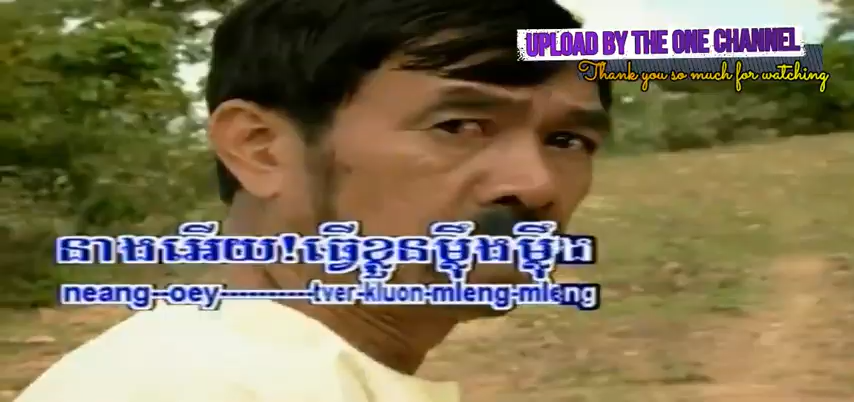 UPLOAD BY THE ONE CHANNEL
Thank you so much for watching
នាងអើយ!ធ្វើខ្លួនម្ល៉ឹងម្ល៉ឹង
neang--oey----------tver-kluon-mleng-mleng